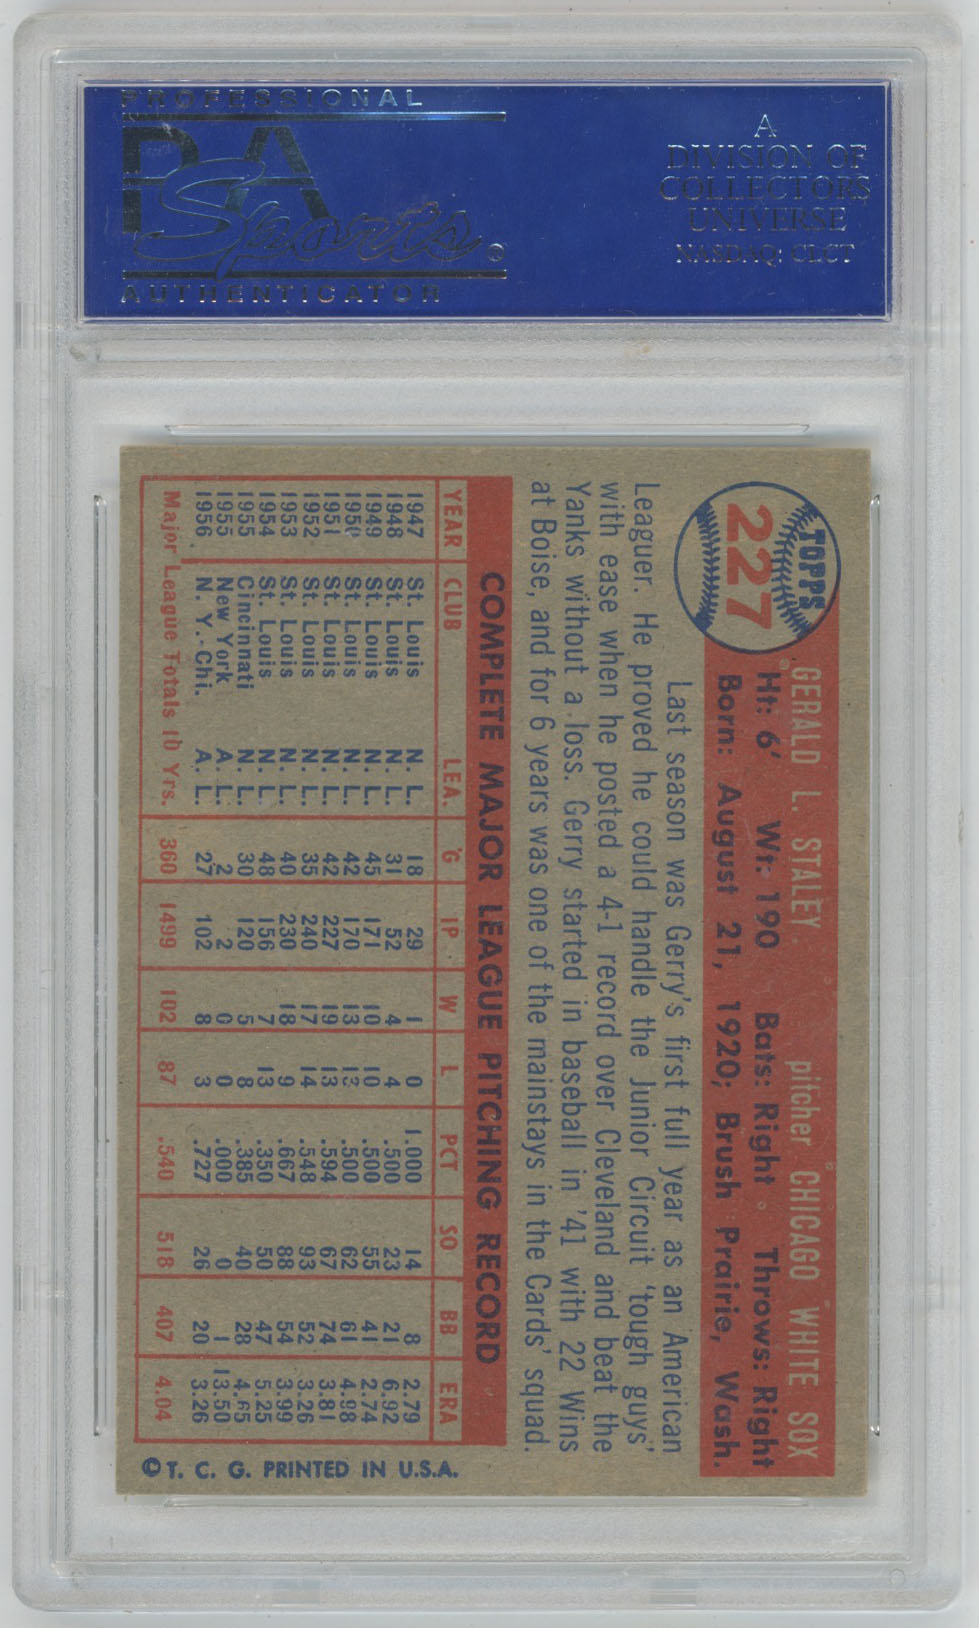 PROFESSIONAL
PSA
Sports
AUTHENTICATOR
A
DIVISION OF
COLLECTORS
UNIVERSE
NASDAQ: CLCT
TOPPS
227
GERALD L. STALEY pitcher CHICAGO WHITE SOX
Ht: 6' Wt: 190 Bats: Right Throws: Right
Born: August 21, 1920; Brush Prairie, Wash.
Last season was Gerry's first full year as an American
Leaguer. He proved he could handle the Junior Circuit 'tough guys'
with ease when he posted a 4-1 record over Cleveland and beat the
Yanks without a loss. Gerry started in baseball in '41 with 22 Wins
at Boise, and for 6 years was one of the mainstays in the Cards' squad.
COMPLETE MAJOR LEAGUE PITCHING RECORD
YEAR CLUB LEA. G IP W L PCT SO BB ERA
1947 St. Louis N. L. 18 29 1 0 1.000 14 8 2.79
1948 St. Louis N. L. 31 52 4 4 .500 23 21 6.92
1949 St. Louis N. L. 45 171 10 10 .500 55 41 2.74
1950 St. Louis N. L. 42 170 13 13 .500 62 61 4.98
1951 St. Louis N. L. 42 227 19 13 .594 67 74 3.81
1952 St. Louis N. L. 35 240 17 14 .548 93 52 3.26
1953 St. Louis N. L. 40 230 18 9 .667 88 54 3.99
1954 St. Louis N. L. 48 156 7 13 .350 50 47 5.25
1955 Cincinnati N. L. 30 120 5 8 .385 40 28 4.65
1955 New York A. L. 2 2 0 0 .000 0 1 13.50
1956 N. Y.-Chi. A. L. 27 102 8 3 .727 26 20 3.26
Major League Totals 10 Yrs. 360 1499 102 87 .540 518 407 4.04
© T. C. G. PRINTED IN U.S.A.